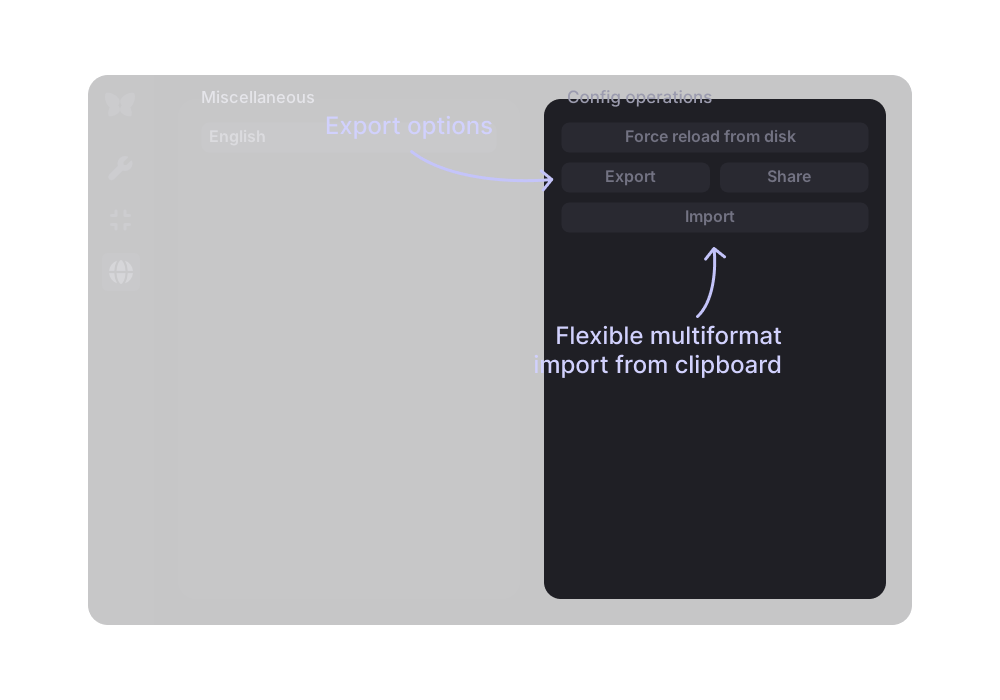 Miscellaneous
English
Export options
Config operations
Force reload from disk
Export
Share
Import
Flexible multiformat
import from clipboard